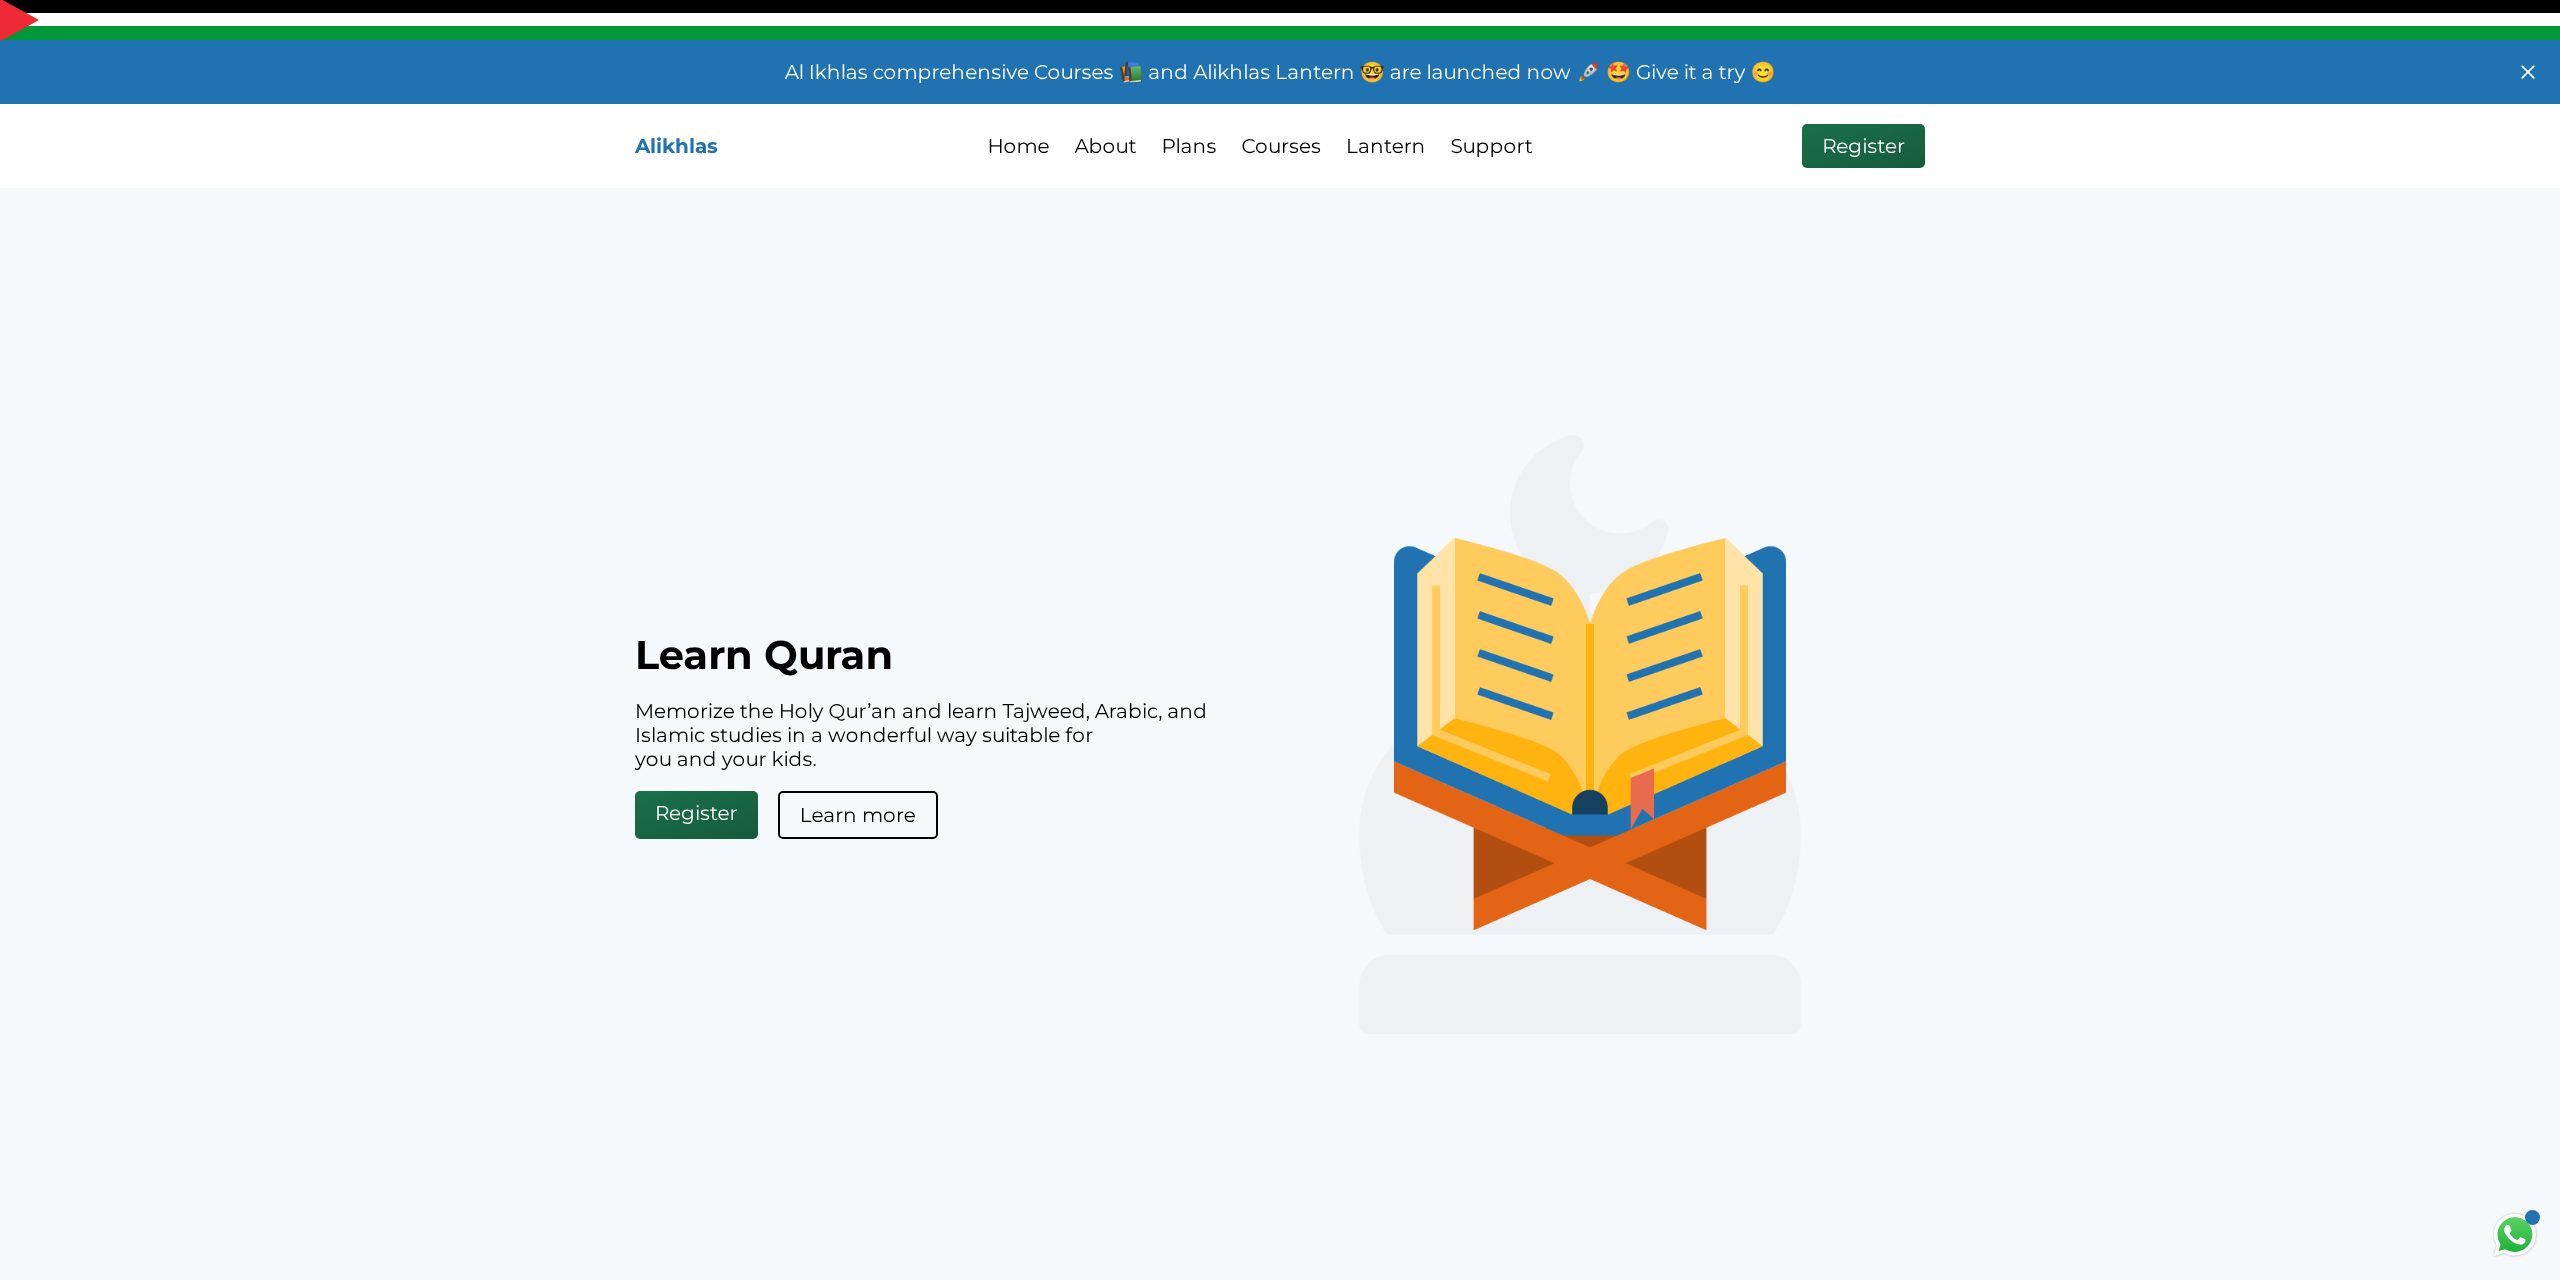 Al Ikhlas comprehensive Courses 📚 and Alikhlas Lantern 🤓 are launched now 🚀 🤩 Give it a try 😊
Alikhlas
Home About Plans Courses Lantern Support
Register
Learn Quran
Memorize the Holy Qur’an and learn Tajweed, Arabic, and
Islamic studies in a wonderful way suitable for
you and your kids.
Register
Learn more